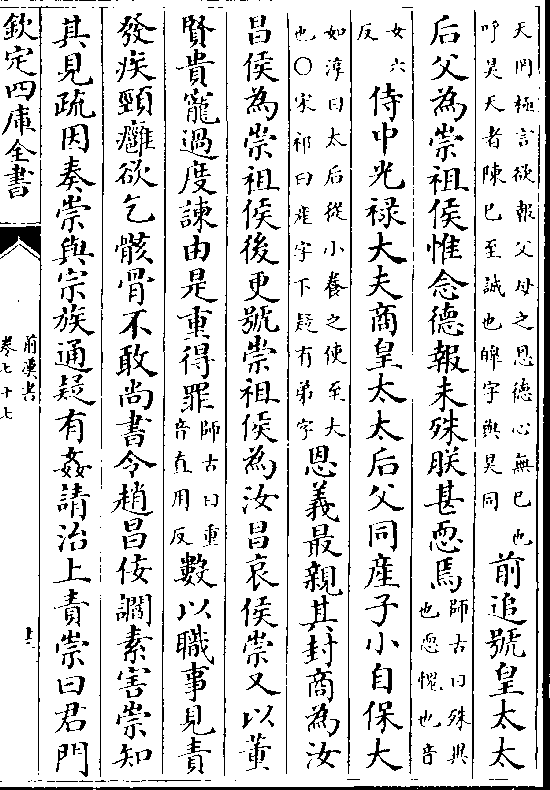 天罔極言欲報父母之恩德心無已也
呼昊天者陳已至誠也皥字與昊同
前追號皇太太
后父為崇祖侯惟念德報未殊朕甚恧焉
師古曰殊異
也恧愧也音
女六
反
侍中光禄大夫商皇太太后父同産子小自保大
如淳曰太后從小養之使至大
也○宋祁曰産字下疑有弟字
恩義最親其封商為汝
昌侯為崇祖侯後更號崇祖侯為汝昌哀侯崇又以董
賢貴寵過度諫由是重得罪
師古曰重
音直用反
數以職事見責
發疾頸癰欲乞骸骨不敢尚書令趙昌佞讇素害崇知
其見疏因奏崇與宗族通疑有姦請治上責崇曰君門
欽定四庫全書
前漢書
卷七十七